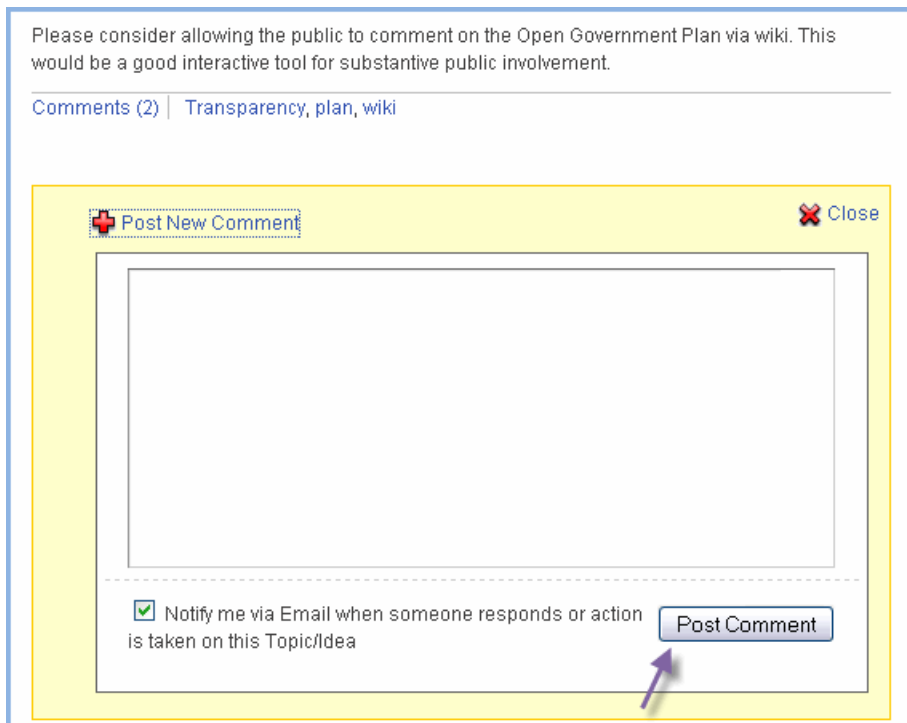 Please consider allowing the public to comment on the Open Government Plan via wiki. This
would be a good interactive tool for substantive public involvement.
Comments (2) Transparency, plan, wiki
Post New Comment
Close
Notify me via Email when someone responds or action
is taken on this Topic/Idea
Post Comment